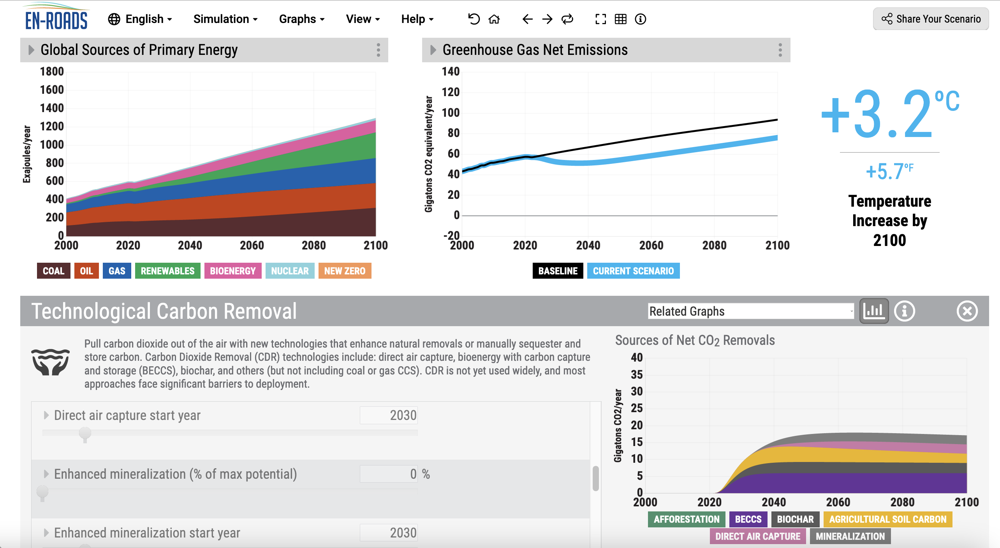 EN-ROADS
English
Simulation
Graphs
View
Help
Share Your Scenario
Global Sources of Primary Energy
Exajoules/year
1800
1600
1400
1200
1000
800
600
400
200
0
2000 2020 2040 2060 2080 2100
COAL OIL GAS RENEWABLES BIOENERGY NUCLEAR NEW ZERO
Greenhouse Gas Net Emissions
Gigatons CO2 equivalent/year
140
120
100
80
60
40
20
0
-20
2000 2020 2040 2060 2080 2100
BASELINE CURRENT SCENARIO
+3.2°C
+5.7°F
Temperature
Increase by
2100
Technological Carbon Removal
Related Graphs
Pull carbon dioxide out of the air with new technologies that enhance natural removals or manually sequester and
store carbon. Carbon Dioxide Removal (CDR) technologies include: direct air capture, bioenergy with carbon capture
and storage (BECCS), biochar, and others (but not including coal or gas CCS). CDR is not yet used widely, and most
approaches face significant barriers to deployment.
Direct air capture start year 2030
Enhanced mineralization (% of max potential) 0 %
Enhanced mineralization start year 2030
Sources of Net CO2 Removals
Gigatons CO2/year
40
35
30
25
20
15
10
5
0
2000 2020 2040 2060 2080 2100
AFFORESTATION BECCS BIOCHAR AGRICULTURAL SOIL CARBON
DIRECT AIR CAPTURE MINERALIZATION